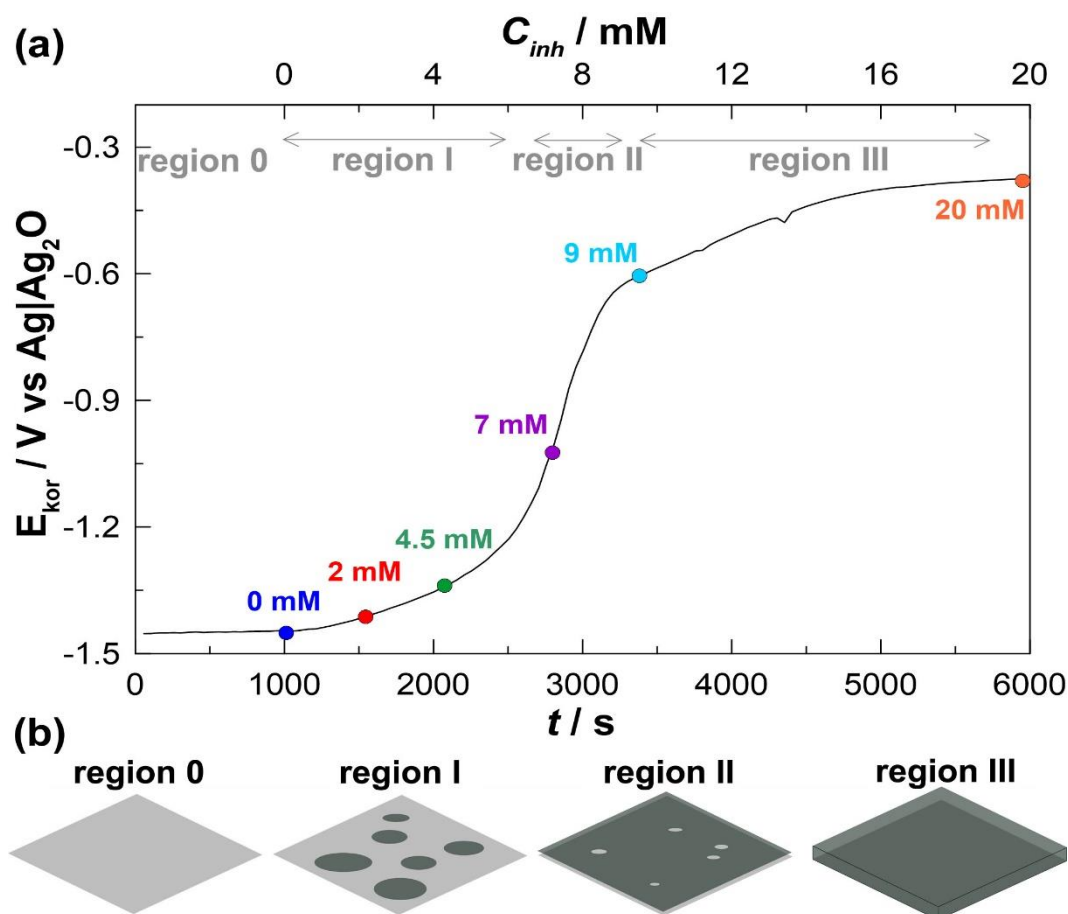 (a)
C_inh / mM
0 4 8 12 16 20
-0.3
region 0 region I region II region III
20 mM
9 mM
-0.6
E_kor / V vs Ag|Ag₂O
-0.9
7 mM
-1.2
4.5 mM
2 mM
0 mM
-1.5
0 1000 2000 3000 4000 5000 6000
t / s
(b)
region 0 region I region II region III